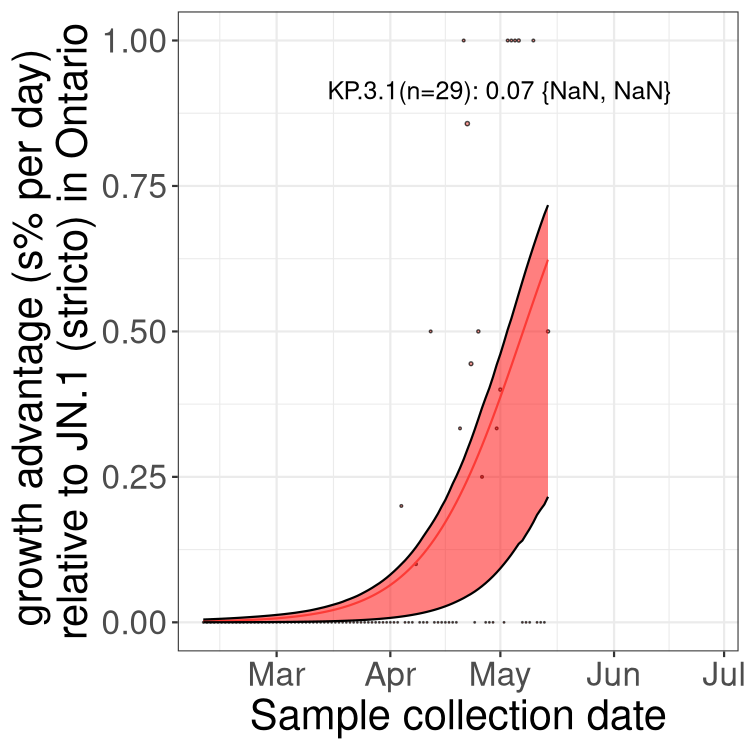 growth advantage (s% per day)
relative to JN.1 (stricto) in Ontario
1.00
0.75
0.50
0.25
0.00
KP.3.1(n=29): 0.07 {NaN, NaN}
Mar Apr May Jun Jul
Sample collection date